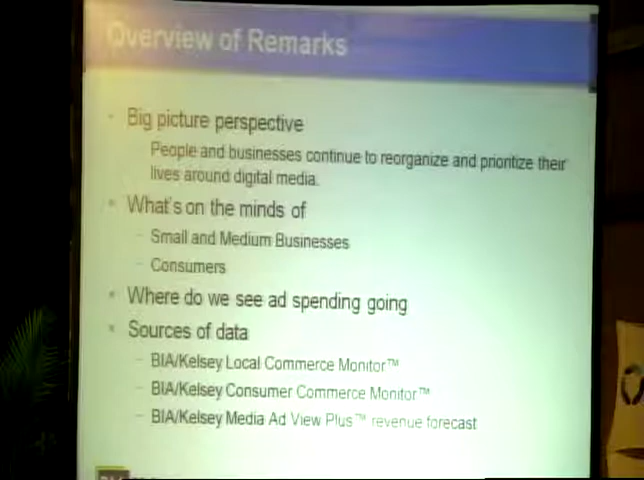 Overview of Remarks
Big picture perspective
People and businesses continue to reorganize and prioritize their
lives around digital media.
What's on the minds of
Small and Medium Businesses
Consumers
Where do we see ad spending going
Sources of data
BIA/Kelsey Local Commerce Monitor™
BIA/Kelsey Consumer Commerce Monitor™
BIA/Kelsey Media Ad View Plus™ revenue forecast